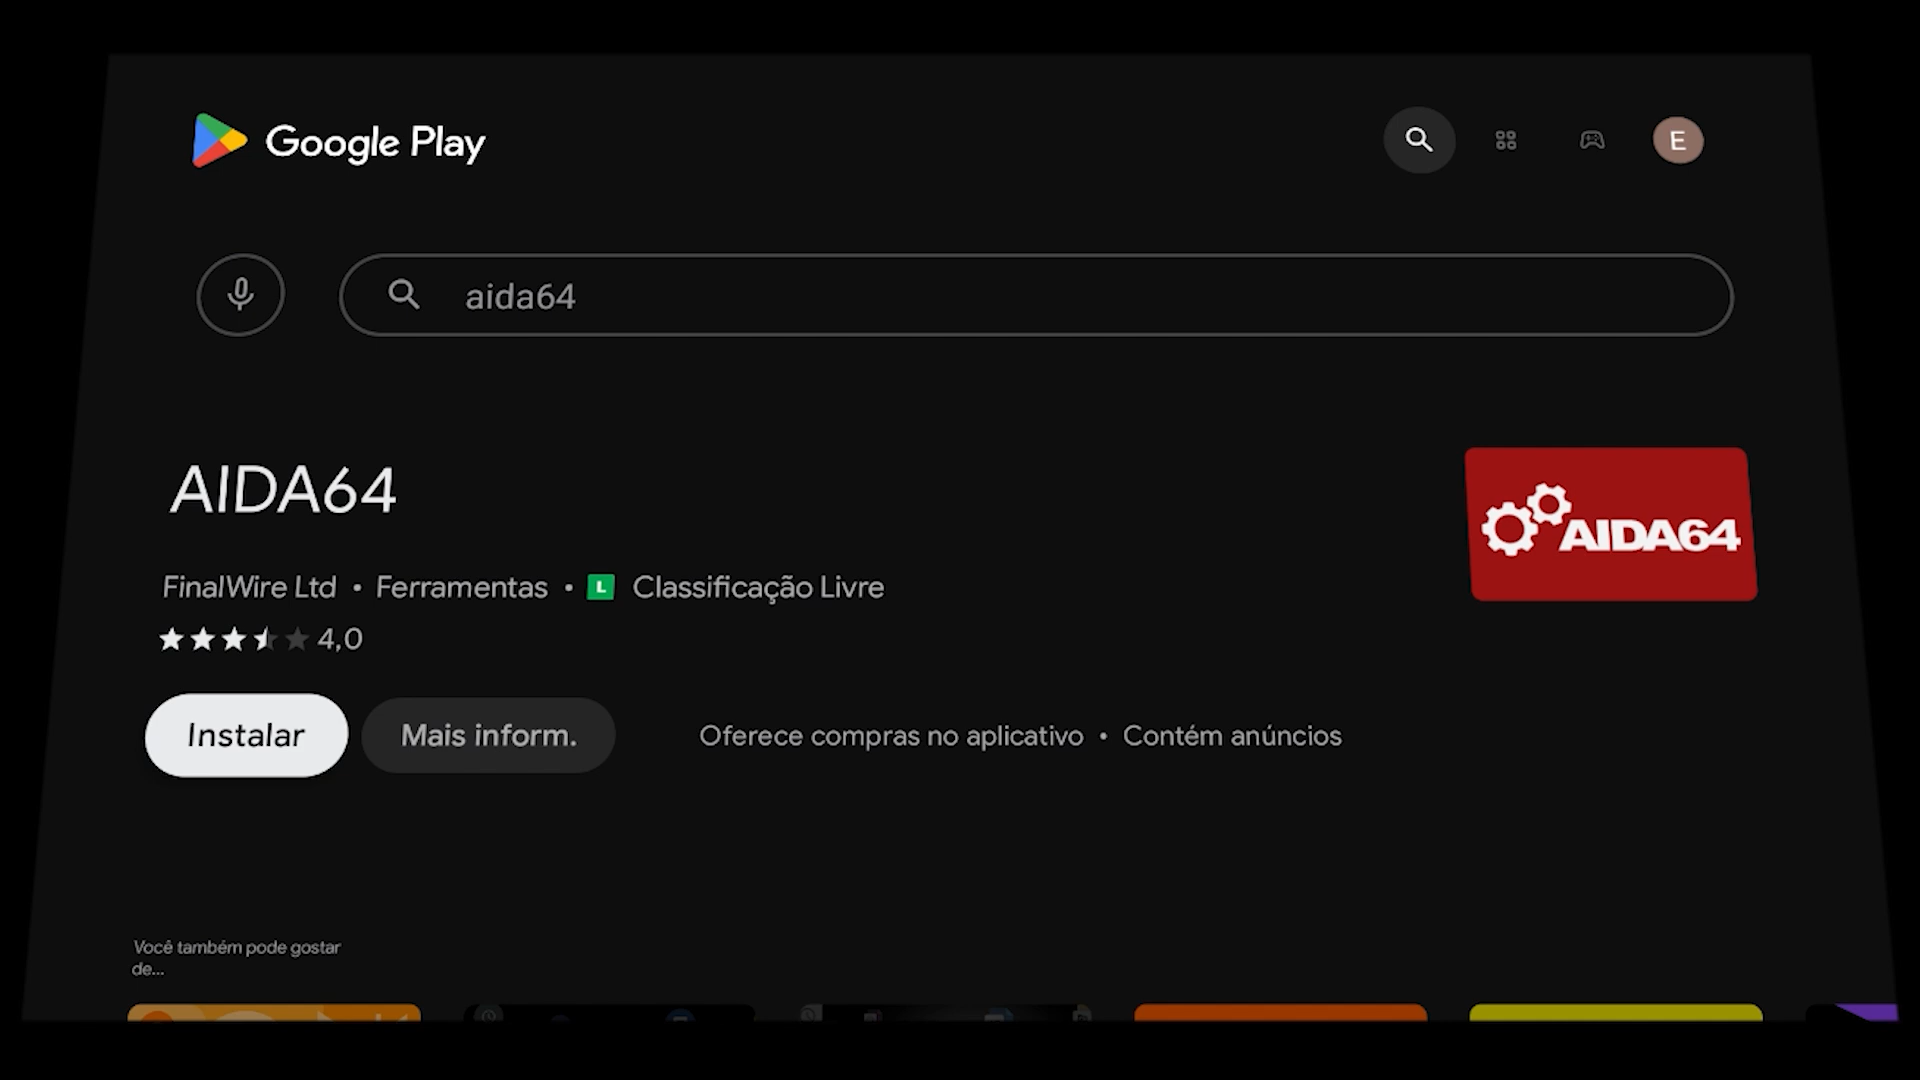 Google Play
E
aida64
AIDA64
AIDA64
FinalWire Ltd • Ferramentas • L Classificação Livre
4,0
Instalar
Mais inform.
Oferece compras no aplicativo • Contém anúncios
Você também pode gostar
de...